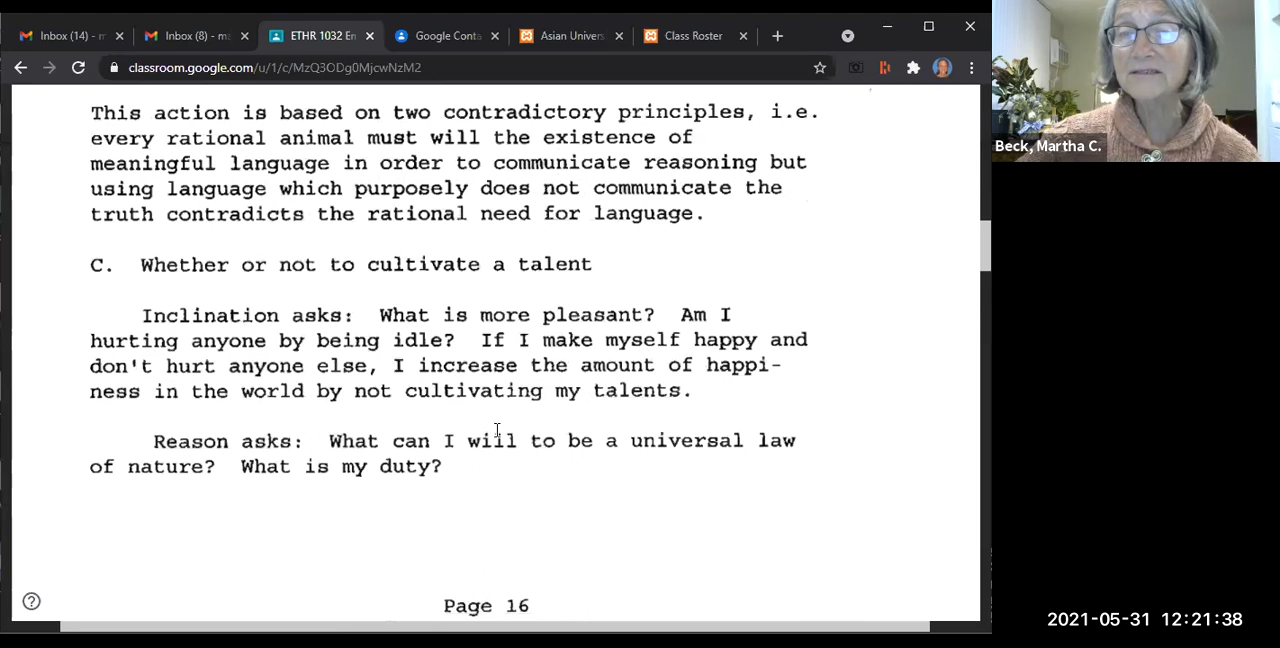 Inbox (14) - m
Inbox (8) - ma
ETHR 1032 En
Google Conta
Asian Univers
Class Roster
classroom.google.com/u/1/c/MzQ3ODg0MjcwNzM2
Beck, Martha C.
This action is based on two contradictory principles, i.e.
every rational animal must will the existence of
meaningful language in order to communicate reasoning but
using language which purposely does not communicate the
truth contradicts the rational need for language.
C. Whether or not to cultivate a talent
Inclination asks: What is more pleasant? Am I
hurting anyone by being idle? If I make myself happy and
don't hurt anyone else, I increase the amount of happi-
ness in the world by not cultivating my talents.
Reason asks: What can I will to be a universal law
of nature? What is my duty?
Page 16
2021-05-31 12:21:38